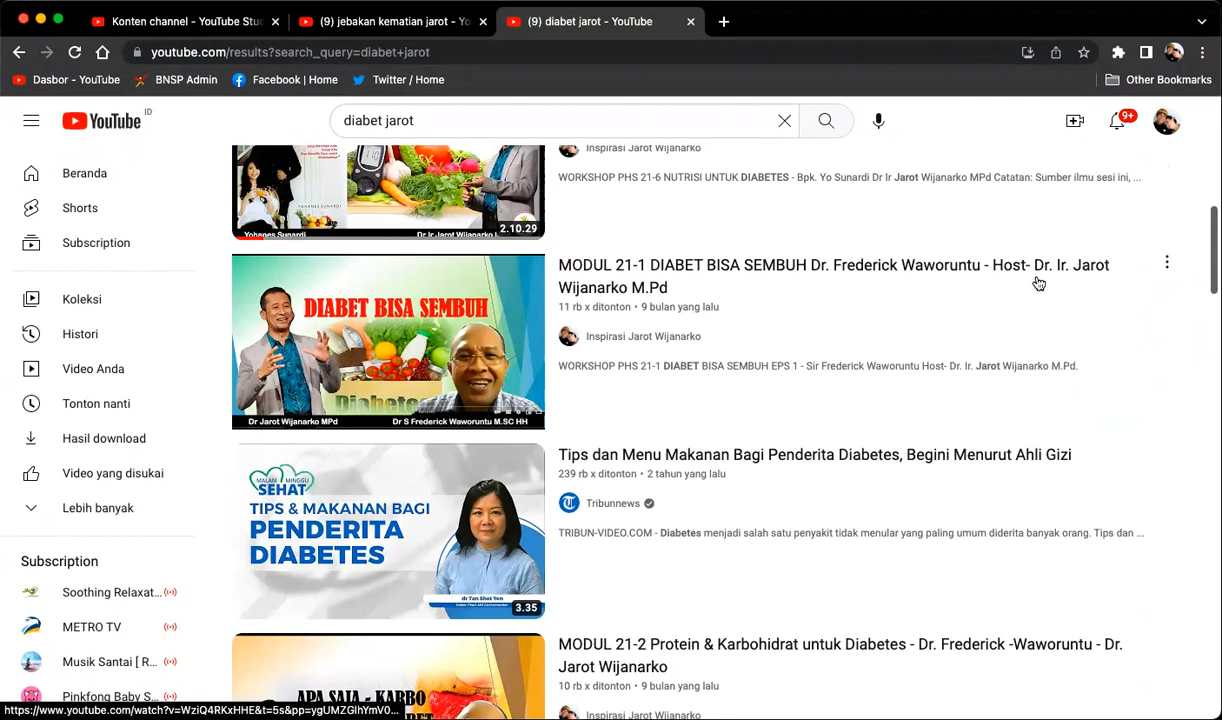 Konten channel - YouTube Stu
(9) jebakan kematian jarot - Yo
(9) diabet jarot - YouTube
youtube.com/results?search_query=diabet+jarot
Dasbor - YouTube
BNSP Admin
Facebook | Home
Twitter / Home
Other Bookmarks
YouTube ID
diabet jarot
9+
Beranda
Shorts
Subscription
Koleksi
Histori
Video Anda
Tonton nanti
Hasil download
Video yang disukai
Lebih banyak
Subscription
Soothing Relaxat...
METRO TV
Musik Santai [ R...
Pinkfong Baby S...
Inspirasi Jarot Wijanarko
WORKSHOP PHS 21-6 NUTRISI UNTUK DIABETES - Bpk. Yo Sunardi Dr Ir Jarot Wijanarko MPd Catatan: Sumber ilmu sesi ini, ...
Yohanes Sunardi
2.10.29
MODUL 21-1 DIABET BISA SEMBUH Dr. Frederick Waworuntu - Host- Dr. Ir. Jarot
Wijanarko M.Pd
11 rb x ditonton • 9 bulan yang lalu
Inspirasi Jarot Wijanarko
WORKSHOP PHS 21-1 DIABET BISA SEMBUH EPS 1 - Sir Frederick Waworuntu Host- Dr. Ir. Jarot Wijanarko M.Pd.
DIABET BISA SEMBUH
Diabetes
Dr Jarot Wijanarko MPd
Dr S Frederick Waworuntu M.SC HH
Tips dan Menu Makanan Bagi Penderita Diabetes, Begini Menurut Ahli Gizi
239 rb x ditonton • 2 tahun yang lalu
Tribunnews
TRIBUN-VIDEO.COM - Diabetes menjadi salah satu penyakit tidak menular yang paling umum diderita banyak orang. Tips dan ...
MALAM MINGGU
SEHAT
TIPS & MAKANAN BAGI
PENDERITA
DIABETES
dr Tan Shot Yen
3.35
MODUL 21-2 Protein & Karbohidrat untuk Diabetes - Dr. Frederick -Waworuntu - Dr.
Jarot Wijanarko
10 rb x ditonton • 9 bulan yang lalu
Inspirasi Jarot Wijanarko
APA SAJA - KARBO
https://www.youtube.com/watch?v=WziQ4RKxHHE&t=5s&pp=ygUMZGlhYmV0...